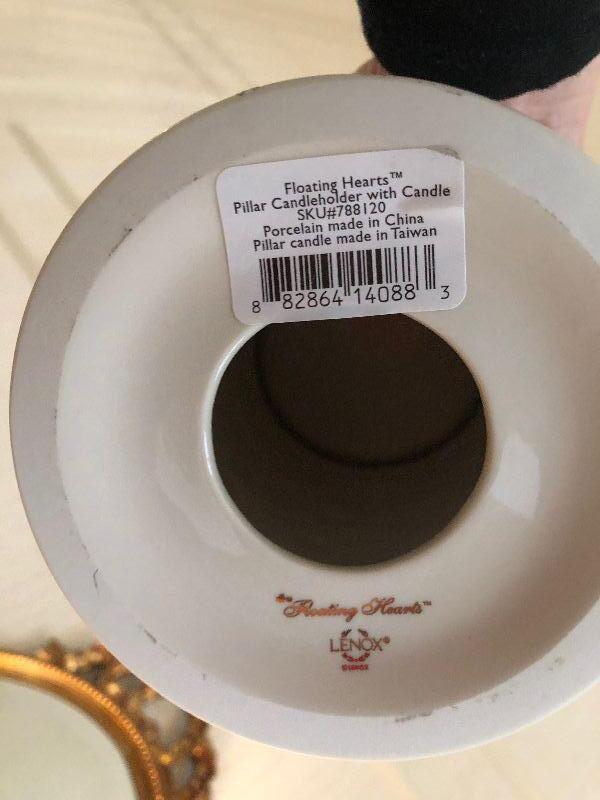 Floating Hearts™
Pillar Candleholder with Candle
SKU#788120
Porcelain made in China
Pillar candle made in Taiwan
8 82864 14088 3
Floating Hearts™
LENOX®
©LENOX